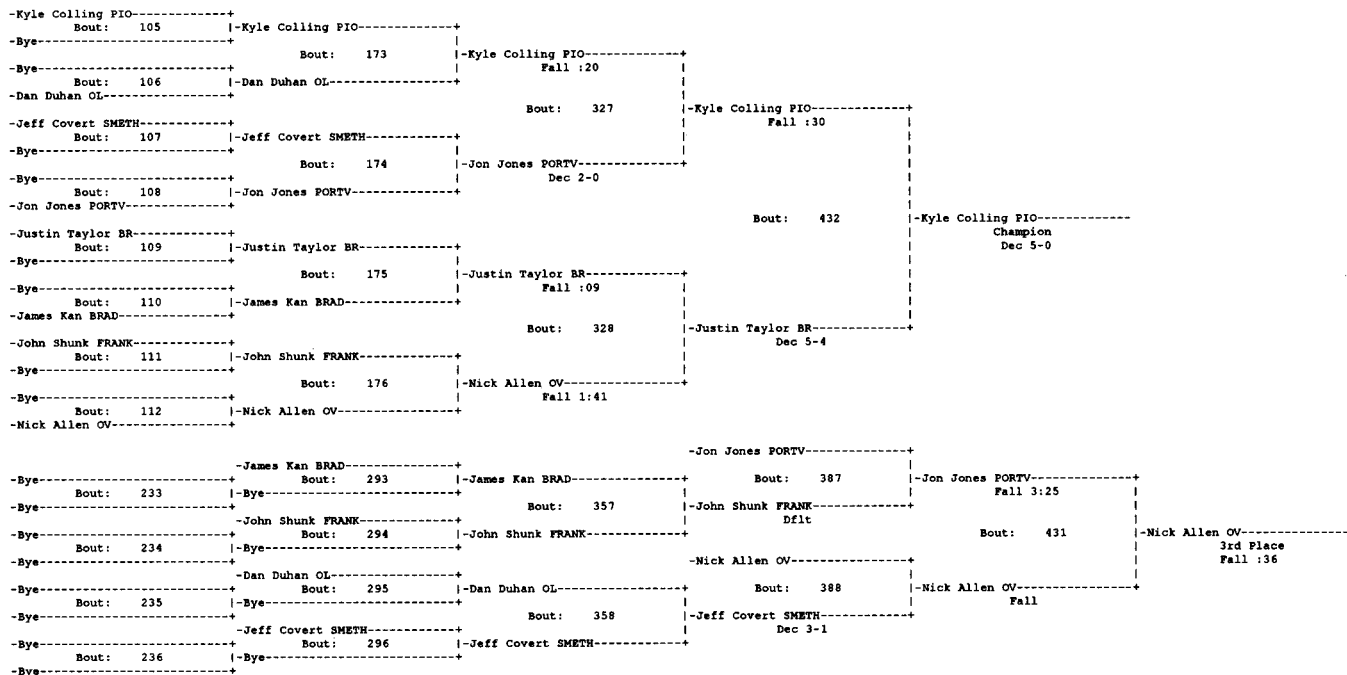 -Kyle Colling PIO-----------+
Bout: 105 |-Kyle Colling PIO------------+
-Bye------------------------+
Bout: 173 |-Kyle Colling PIO------------+
-Bye------------------------+ Fall :20
Bout: 106 |-Dan Duhan OL----------------+
-Dan Duhan OL---------------+
Bout: 327 |-Kyle Colling PIO------------+
-Jeff Covert SMETH----------+ Fall :30
Bout: 107 |-Jeff Covert SMETH-----------+
-Bye------------------------+
Bout: 174 |-Jon Jones PORTV-------------+
-Bye------------------------+ Dec 2-0
Bout: 108 |-Jon Jones PORTV-------------+
-Jon Jones PORTV------------+
Bout: 432 |-Kyle Colling PIO------------
-Justin Taylor BR-----------+ Champion
Bout: 109 |-Justin Taylor BR------------+ Dec 5-0
-Bye------------------------+
Bout: 175 |-Justin Taylor BR------------+
-Bye------------------------+ Fall :09
Bout: 110 |-James Kan BRAD--------------+
-James Kan BRAD-------------+
Bout: 328 |-Justin Taylor BR------------+
-John Shunk FRANK-----------+ Dec 5-4
Bout: 111 |-John Shunk FRANK------------+
-Bye------------------------+
Bout: 176 |-Nick Allen OV---------------+
-Bye------------------------+ Fall 1:41
Bout: 112 |-Nick Allen OV---------------+
-Nick Allen OV--------------+
-Jon Jones PORTV-------------+
-James Kan BRAD--------------+
-Bye------------------------+ Bout: 293 |-James Kan BRAD--------------+ Bout: 387 |-Jon Jones PORTV-------------+
Bout: 233 |-Bye-------------------------+ Fall 3:25
-Bye------------------------+ Bout: 357 |-John Shunk FRANK------------+
-John Shunk FRANK------------+ Dflt
-Bye------------------------+ Bout: 294 |-John Shunk FRANK------------+ Bout: 431 |-Nick Allen OV--------------
Bout: 234 |-Bye-------------------------+ 3rd Place
-Bye------------------------+ -Nick Allen OV---------------+ Fall :36
-Dan Duhan OL----------------+
-Bye------------------------+ Bout: 295 |-Dan Duhan OL----------------+ Bout: 388 |-Nick Allen OV---------------+
Bout: 235 |-Bye-------------------------+ Fall
-Bye------------------------+ Bout: 358 |-Jeff Covert SMETH-----------+
-Jeff Covert SMETH-----------+ Dec 3-1
-Bye------------------------+ Bout: 296 |-Jeff Covert SMETH-----------+
Bout: 236 |-Bye-------------------------+
-Bye------------------------+